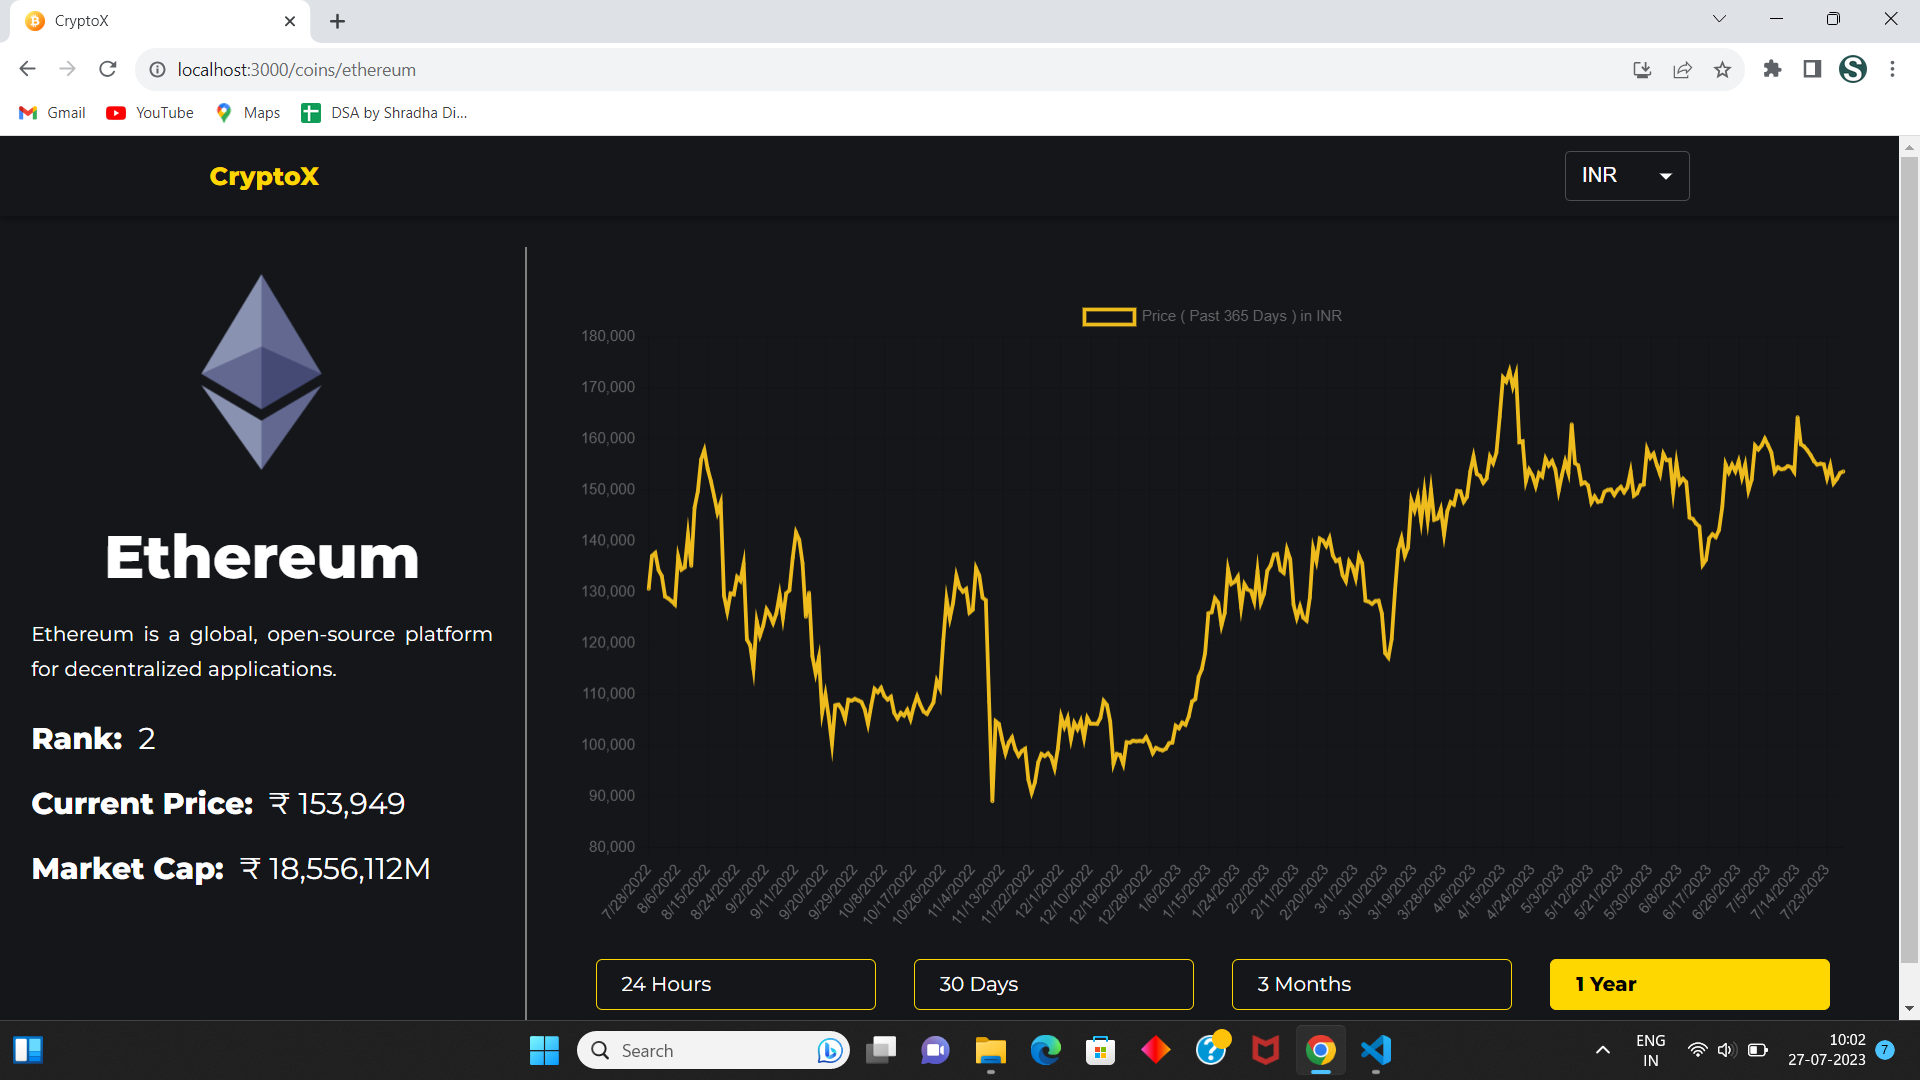 CryptoX
localhost:3000/coins/ethereum
Gmail YouTube Maps DSA by Shradha Di...
CryptoX
INR
Ethereum
Ethereum is a global, open-source platform
for decentralized applications.
Rank: 2
Current Price: ₹ 153,949
Market Cap: ₹ 18,556,112M
Price ( Past 365 Days ) in INR
180,000
170,000
160,000
150,000
140,000
130,000
120,000
110,000
100,000
90,000
80,000
7/28/2022
8/6/2022
8/15/2022
8/24/2022
9/2/2022
9/11/2022
9/20/2022
9/29/2022
10/8/2022
10/17/2022
10/26/2022
11/4/2022
11/13/2022
11/22/2022
12/1/2022
12/10/2022
12/19/2022
12/28/2022
1/6/2023
1/15/2023
1/24/2023
2/2/2023
2/11/2023
2/20/2023
3/1/2023
3/10/2023
3/19/2023
3/28/2023
4/6/2023
4/15/2023
4/24/2023
5/3/2023
5/12/2023
5/21/2023
5/30/2023
6/8/2023
6/17/2023
6/26/2023
7/5/2023
7/14/2023
7/23/2023
24 Hours
30 Days
3 Months
1 Year
Search
ENG
IN
10:02
27-07-2023
7